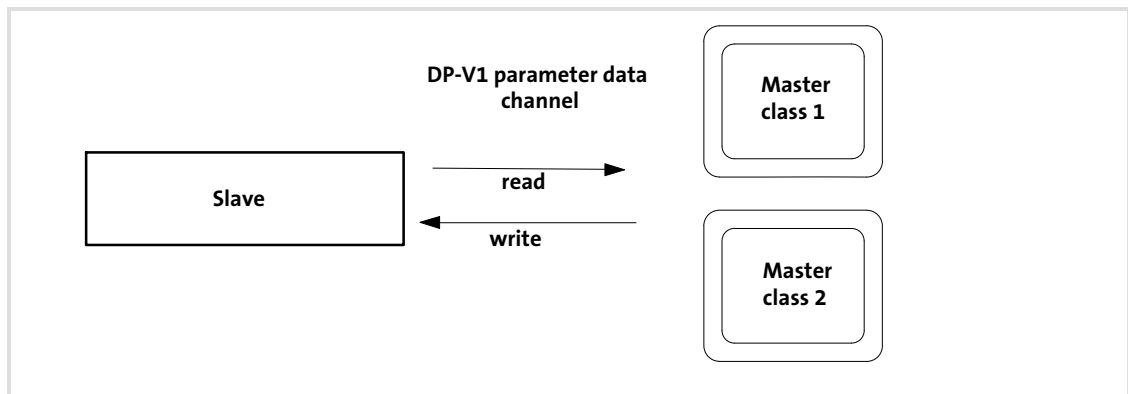 DP-V1 parameter data
channel
Master
class 1
read
Slave
write
Master
class 2